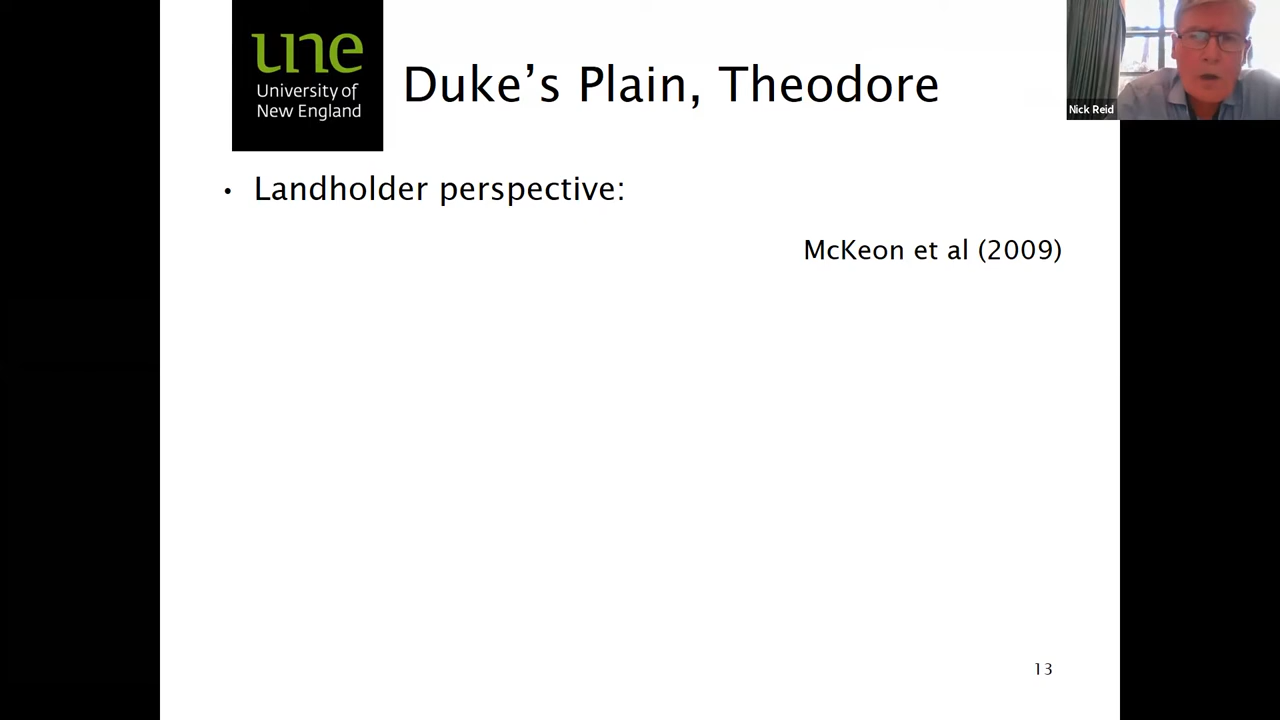 une
University of
New England
Duke's Plain, Theodore
Nick Reid
• Landholder perspective:
McKeon et al (2009)
13